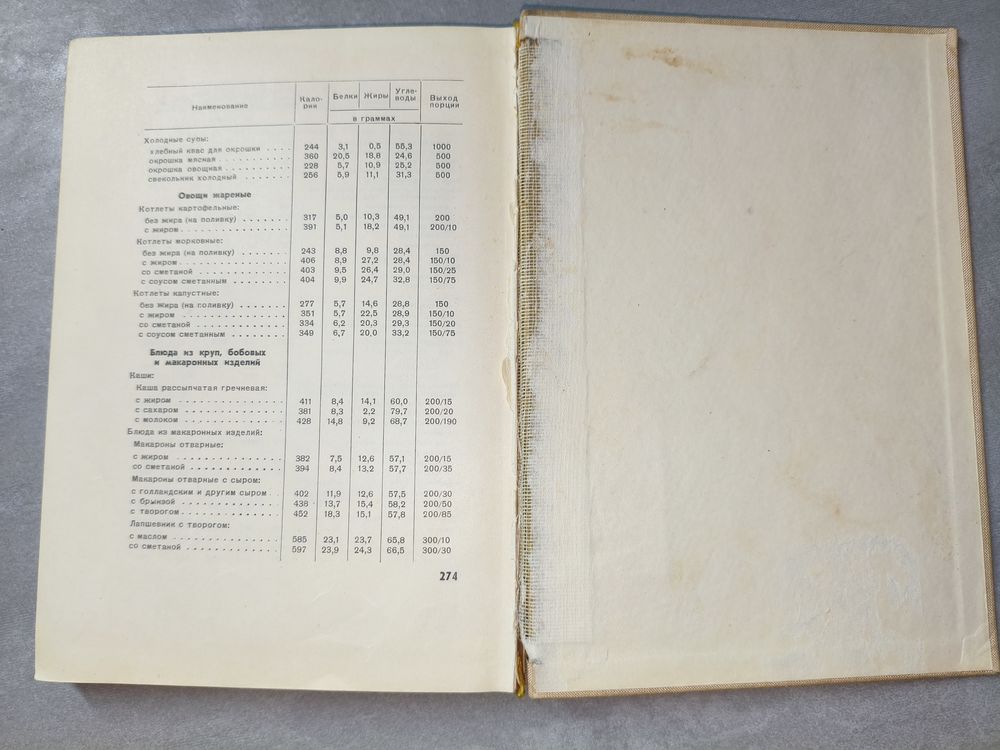 Наименование | Кало-рии | Белки | Жиры | Угле-воды | Выход порции
в граммах
Холодные супы:
хлебный квас для окрошки . . . . 244 3,1 0,5 55,3 1000
окрошка мясная . . . . . . . . . 360 20,5 18,8 24,6 500
окрошка овощная . . . . . . . . 228 5,7 10,9 25,2 500
свекольник холодный . . . . . . 256 5,9 11,1 31,3 500
Овощи жареные
Котлеты картофельные:
без жира (на поливку) . . . . . . 317 5,0 10,3 49,1 200
с жиром . . . . . . . . . . . . 391 5,1 18,2 49,1 200/10
Котлеты морковные:
без жира (на поливку) . . . . . . 243 8,8 9,8 28,4 150
с жиром . . . . . . . . . . . . 406 8,9 27,2 28,4 150/10
со сметаной . . . . . . . . . . 403 9,5 26,4 29,0 150/25
с соусом сметанным . . . . . . . 404 9,9 24,7 32,8 150/75
Котлеты капустные:
без жира (на поливку) . . . . . . 277 5,7 14,6 28,8 150
с жиром . . . . . . . . . . . . 351 5,7 22,5 28,9 150/10
со сметаной . . . . . . . . . . 334 6,2 20,3 29,3 150/20
с соусом сметанным . . . . . . . 349 6,7 20,0 33,2 150/75
Блюда из круп, бобовых
и макаронных изделий
Каши:
Каша рассыпчатая гречневая:
с жиром . . . . . . . . . . . . 411 8,4 14,1 60,0 200/15
с сахаром . . . . . . . . . . . 381 8,3 2,2 79,7 200/20
с молоком . . . . . . . . . . . 428 14,8 9,2 68,7 200/190
Блюда из макаронных изделий:
Макароны отварные:
с жиром . . . . . . . . . . . . 382 7,5 12,6 57,1 200/15
со сметаной . . . . . . . . . . 394 8,4 13,2 57,7 200/35
Макароны отварные с сыром:
с голландским и другим сыром . . 402 11,9 12,6 57,5 200/30
с брынзой . . . . . . . . . . . 438 13,7 15,4 58,2 200/50
с творогом . . . . . . . . . . . 452 18,3 15,1 57,8 200/85
Лапшевник с творогом:
с маслом . . . . . . . . . . . . 585 23,1 23,7 65,8 300/10
со сметаной . . . . . . . . . . 597 23,9 24,3 66,5 300/30
274